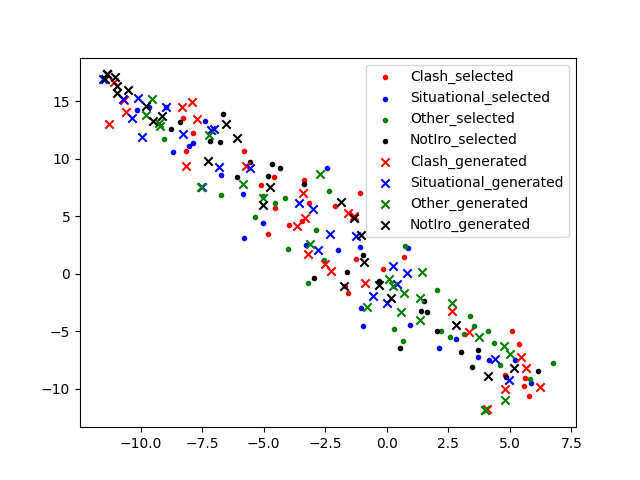 Clash_selected
Situational_selected
Other_selected
NotIro_selected
Clash_generated
Situational_generated
Other_generated
NotIro_generated
15
10
5
0
−5
−10
−10.0 −7.5 −5.0 −2.5 0.0 2.5 5.0 7.5